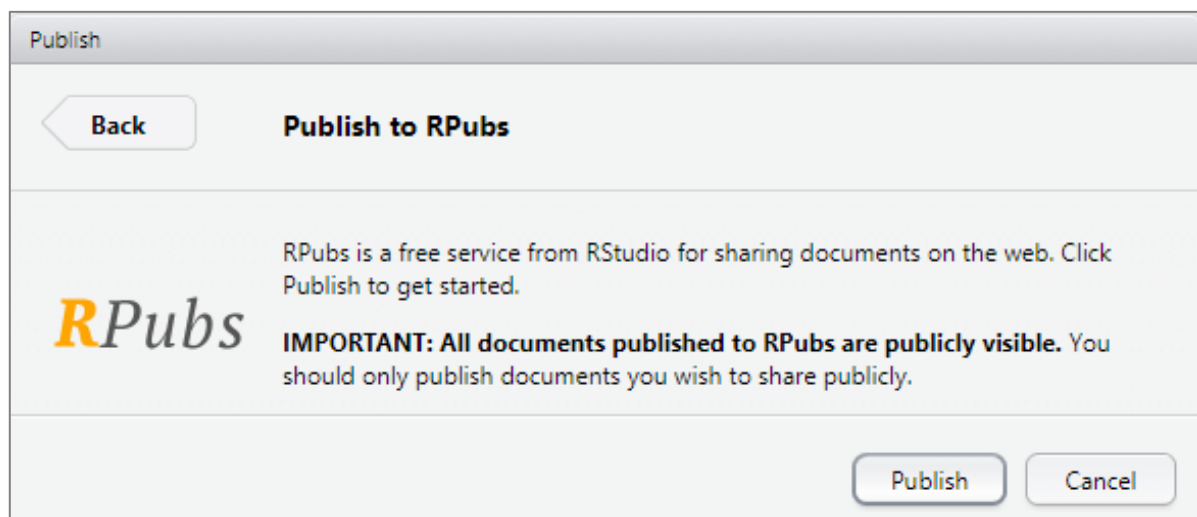 Publish
Back
Publish to RPubs
RPubs is a free service from RStudio for sharing documents on the web. Click
Publish to get started.
RPubs
IMPORTANT: All documents published to RPubs are publicly visible. You
should only publish documents you wish to share publicly.
Publish
Cancel